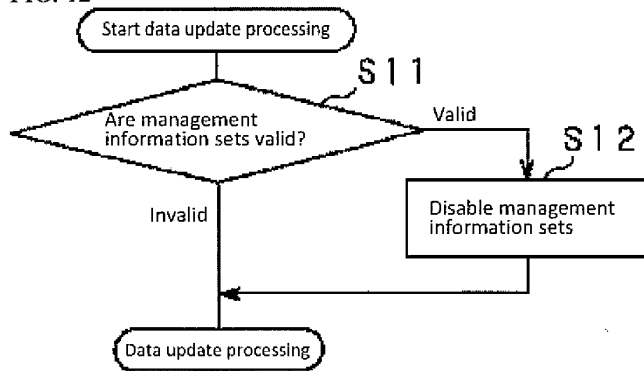 Start data update processing
S11
Are management
information sets valid?
Valid
S12
Disable management
information sets
Invalid
Data update processing